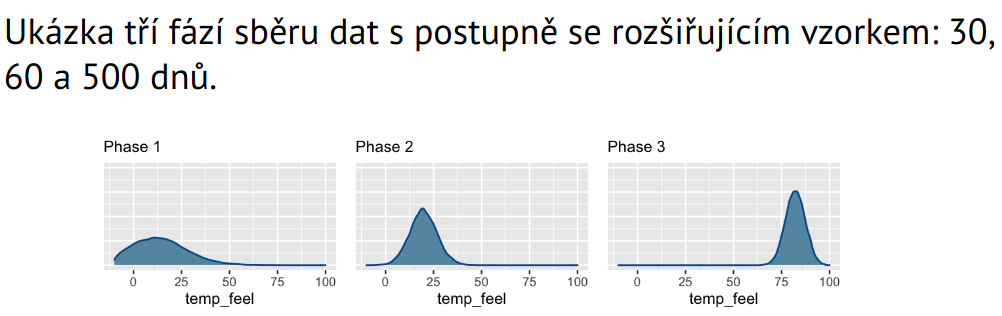 Ukázka tří fází sběru dat s postupně se rozšiřujícím vzorkem: 30,
60 a 500 dnů.
Phase 1
Phase 2
Phase 3
0 25 50 75 100
0 25 50 75 100
0 25 50 75 100
temp_feel
temp_feel
temp_feel